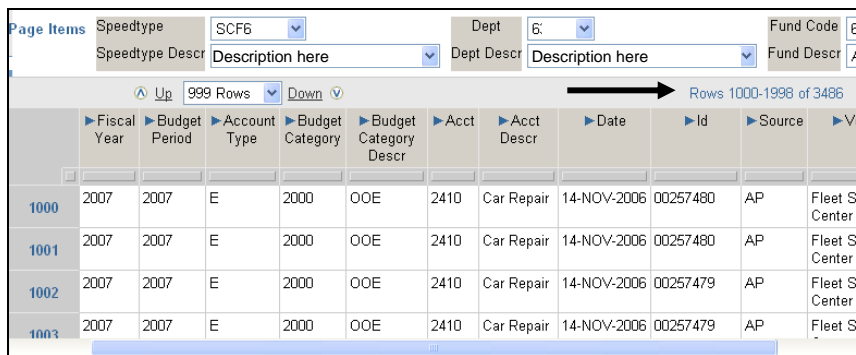 Page Items Speedtype SCF6 Dept Fund Code
Speedtype Descr Description here Dept Descr Description here Fund Descr
Up 999 Rows Down Rows 1000-1998 of 3486
Fiscal Year Budget Period Account Type Budget Category Budget Category Descr Acct Acct Descr Date Id Source
1000 2007 2007 E 2000 OOE 2410 Car Repair 14-NOV-2006 00257480 AP Fleet S
Center
1001 2007 2007 E 2000 OOE 2410 Car Repair 14-NOV-2006 00257480 AP Fleet S
Center
1002 2007 2007 E 2000 OOE 2410 Car Repair 14-NOV-2006 00257479 AP Fleet S
Center
1003 2007 2007 E 2000 OOE 2410 Car Repair 14-NOV-2006 00257479 AP Fleet S